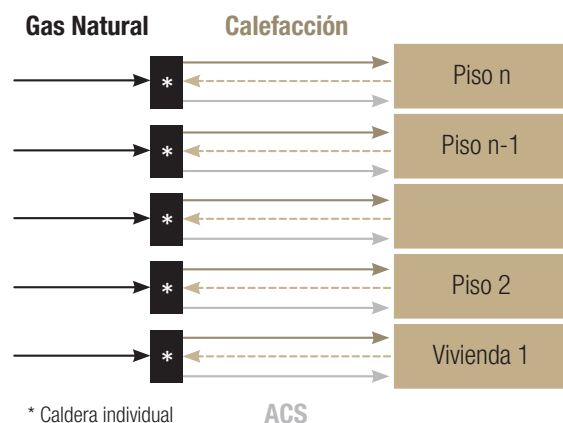 Gas Natural Calefacción
* Piso n
* Piso n-1
*
* Piso 2
* Vivienda 1
* Caldera individual ACS